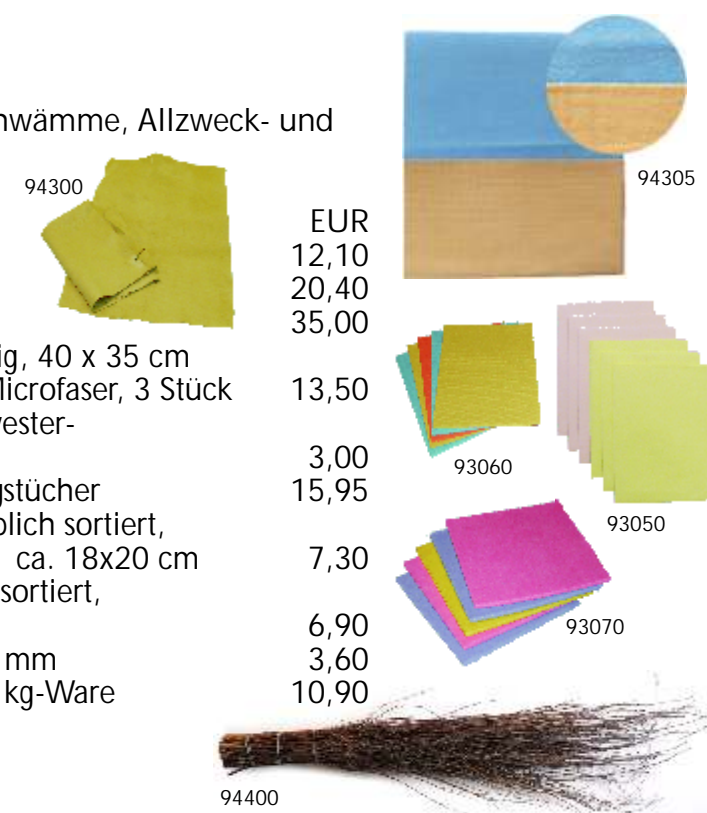 hwämme, Allzweck- und
94300
94305
EUR
12,10
20,40
35,00
ig, 40 x 35 cm
Microfaser, 3 Stück 13,50
ester-
3,00
gstücher 15,95
93060
93050
blich sortiert,
ca. 18x20 cm 7,30
sortiert,
6,90
93070
mm 3,60
kg-Ware 10,90
94400